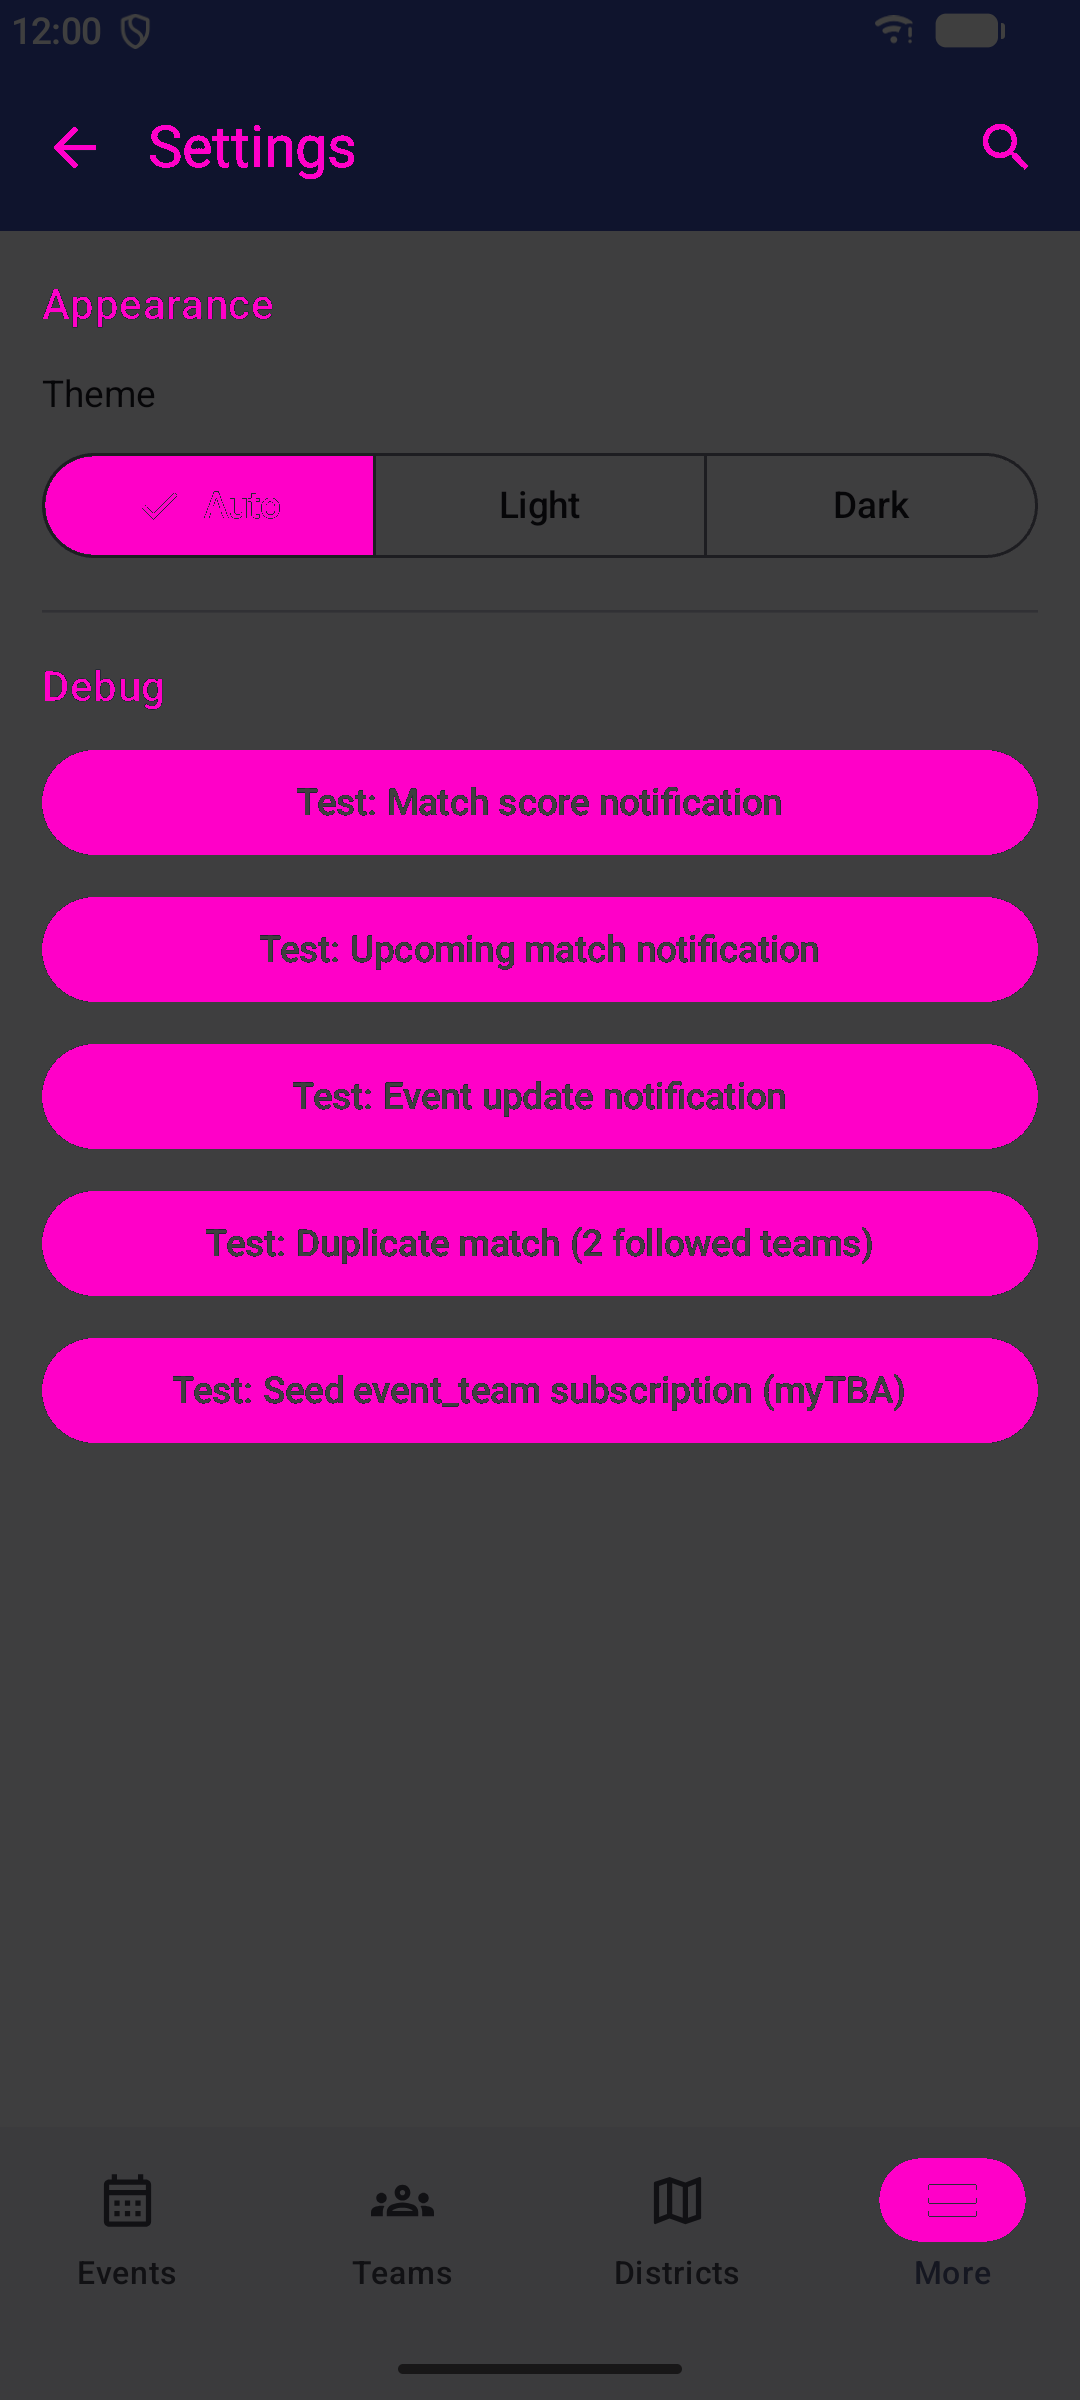 12:00
Settings
Appearance
Theme
Auto
Light
Dark
Debug
Test: Match score notification
Test: Upcoming match notification
Test: Event update notification
Test: Duplicate match (2 followed teams)
Test: Seed event_team subscription (myTBA)
Events
Teams
Districts
More